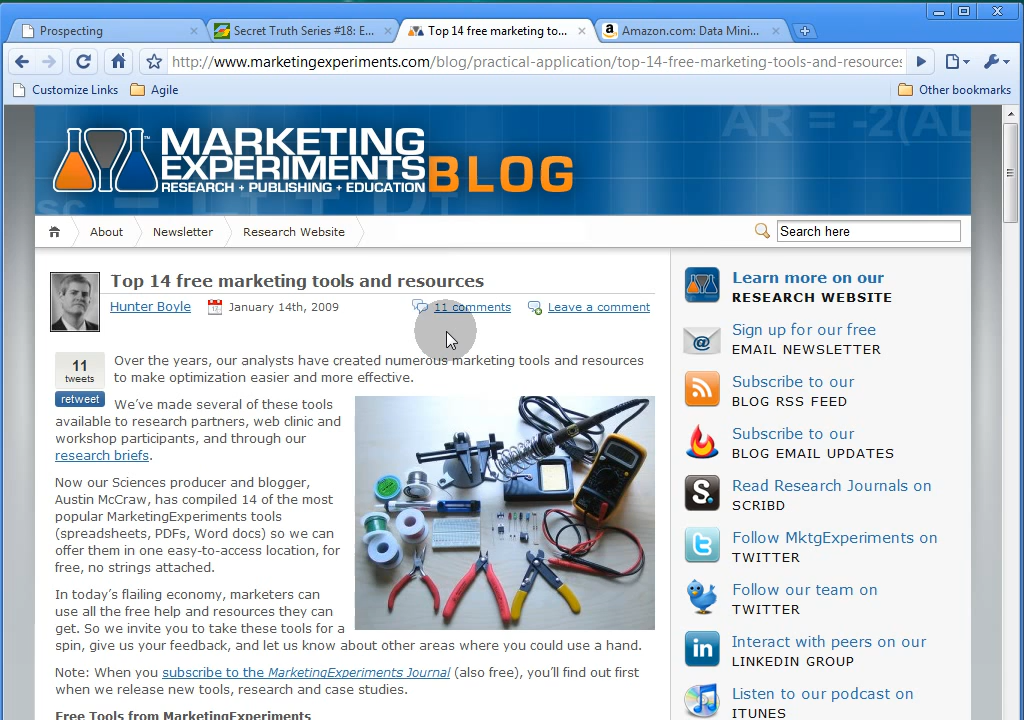 Prospecting
Secret Truth Series #18: E...
Top 14 free marketing to...
Amazon.com: Data Mini...
http://www.marketingexperiments.com/blog/practical-application/top-14-free-marketing-tools-and-resources
Customize Links
Agile
Other bookmarks
MARKETING
EXPERIMENTS BLOG
RESEARCH + PUBLISHING + EDUCATION
AR = -2(AL
About
Newsletter
Research Website
Search here
Top 14 free marketing tools and resources
Hunter Boyle
January 14th, 2009
11 comments
Leave a comment
11
tweets
retweet
Over the years, our analysts have created numerous marketing tools and resources
to make optimization easier and more effective.
We've made several of these tools
available to research partners, web clinic and
workshop participants, and through our
research briefs.
Now our Sciences producer and blogger,
Austin McCraw, has compiled 14 of the most
popular MarketingExperiments tools
(spreadsheets, PDFs, Word docs) so we can
offer them in one easy-to-access location, for
free, no strings attached.
In today's flailing economy, marketers can
use all the free help and resources they can
get. So we invite you to take these tools for a
spin, give us your feedback, and let us know about other areas where you could use a hand.
Note: When you subscribe to the MarketingExperiments Journal (also free), you'll find out first
when we release new tools, research and case studies.
Free Tools from MarketingExperiments
Learn more on our
RESEARCH WEBSITE
Sign up for our free
EMAIL NEWSLETTER
Subscribe to our
BLOG RSS FEED
Subscribe to our
BLOG EMAIL UPDATES
Read Research Journals on
SCRIBD
Follow MktgExperiments on
TWITTER
Follow our team on
TWITTER
Interact with peers on our
LINKEDIN GROUP
Listen to our podcast on
ITUNES